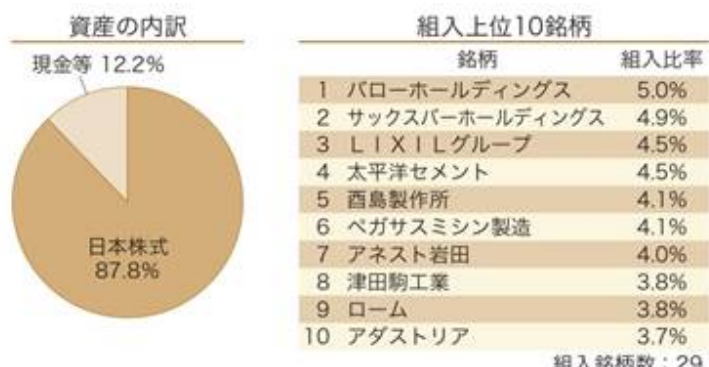 資産の内訳
現金等 12.2%
日本株式
87.8%
組入上位10銘柄
銘柄 組入比率
1 バローホールディングス 5.0%
2 サックスバーホールディングス 4.9%
3 ＬＩＸＩＬグループ 4.5%
4 太平洋セメント 4.5%
5 酉島製作所 4.1%
6 ペガサスミシン製造 4.1%
7 アネスト岩田 4.0%
8 津田駒工業 3.8%
9 ローム 3.8%
10 アダストリア 3.7%
組入銘柄数：29